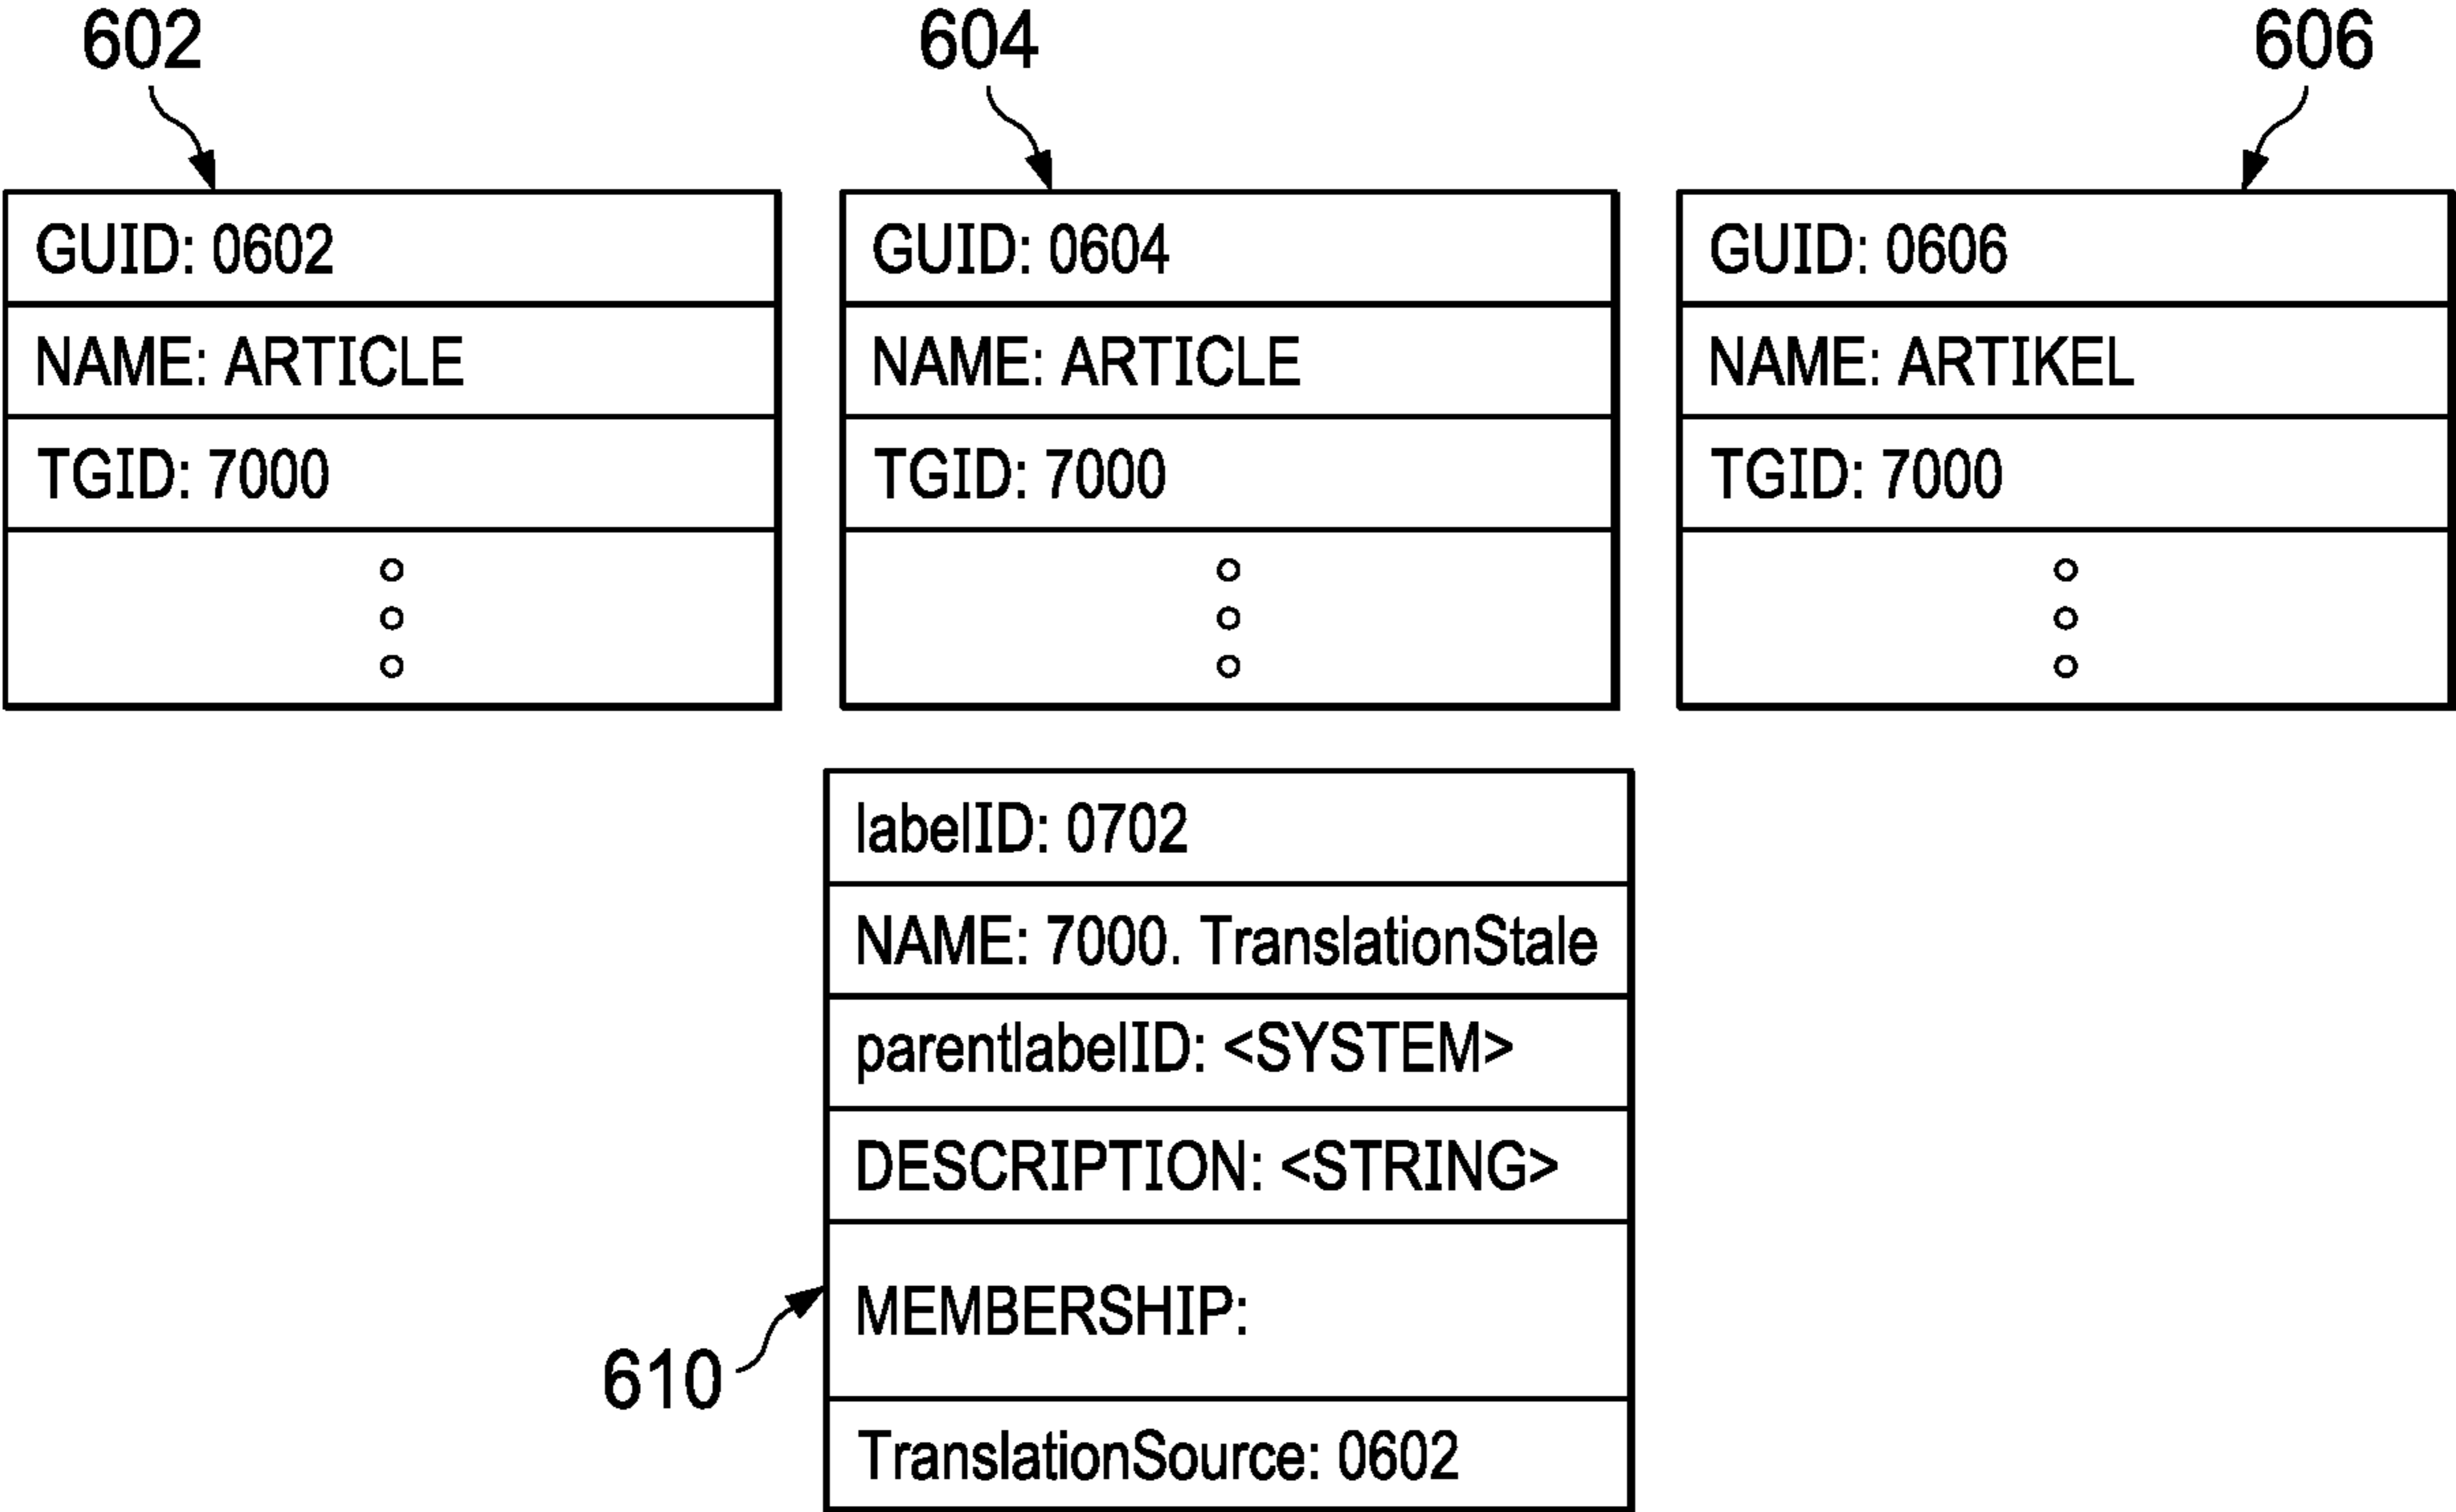 602
604
606
GUID: 0602
NAME: ARTICLE
TGID: 7000
GUID: 0604
NAME: ARTICLE
TGID: 7000
GUID: 0606
NAME: ARTIKEL
TGID: 7000
labelID: 0702
NAME: 7000. TranslationStale
parentlabelID: <SYSTEM>
DESCRIPTION: <STRING>
MEMBERSHIP:
610
TranslationSource: 0602